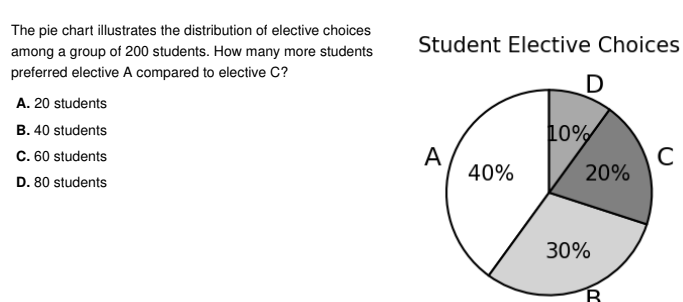 The pie chart illustrates the distribution of elective choices
among a group of 200 students. How many more students
preferred elective A compared to elective C?
A. 20 students
B. 40 students
C. 60 students
D. 80 students
Student Elective Choices
D
10%
A
C
40%
20%
30%
B